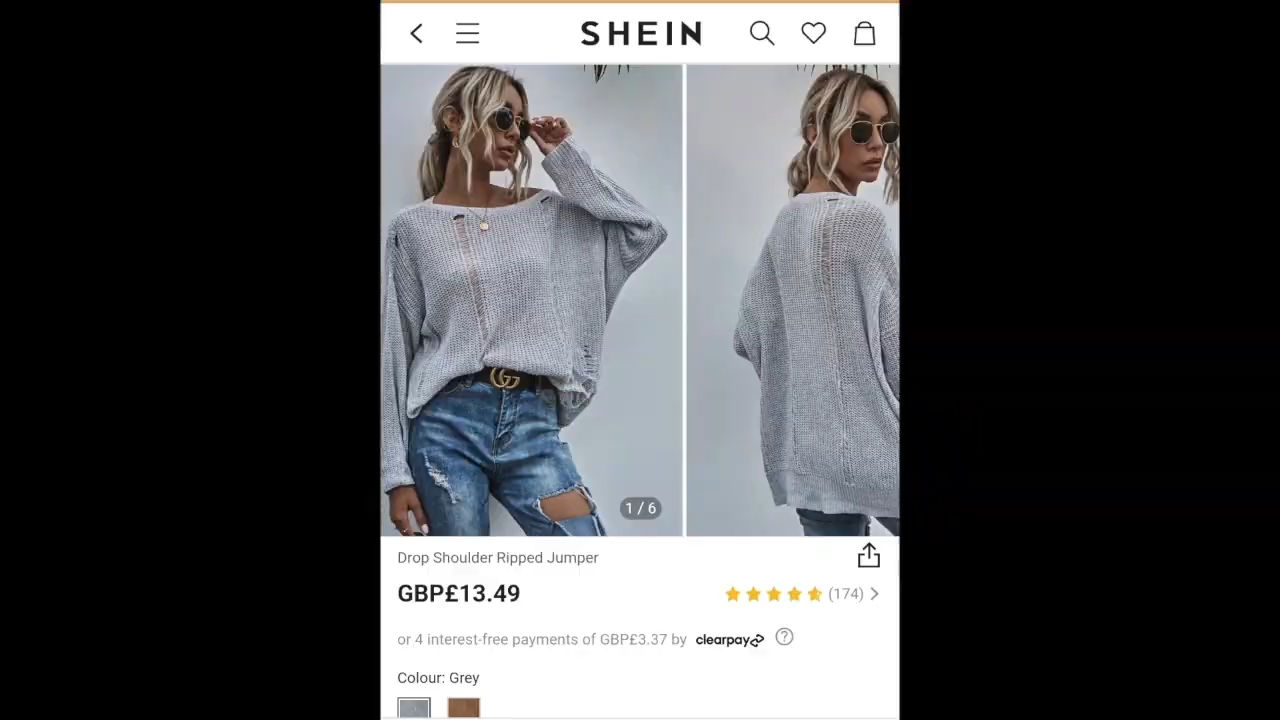 SHEIN
1 / 6
Drop Shoulder Ripped Jumper
GBP£13.49
(174)
or 4 interest-free payments of GBP£3.37 by clearpay
Colour: Grey